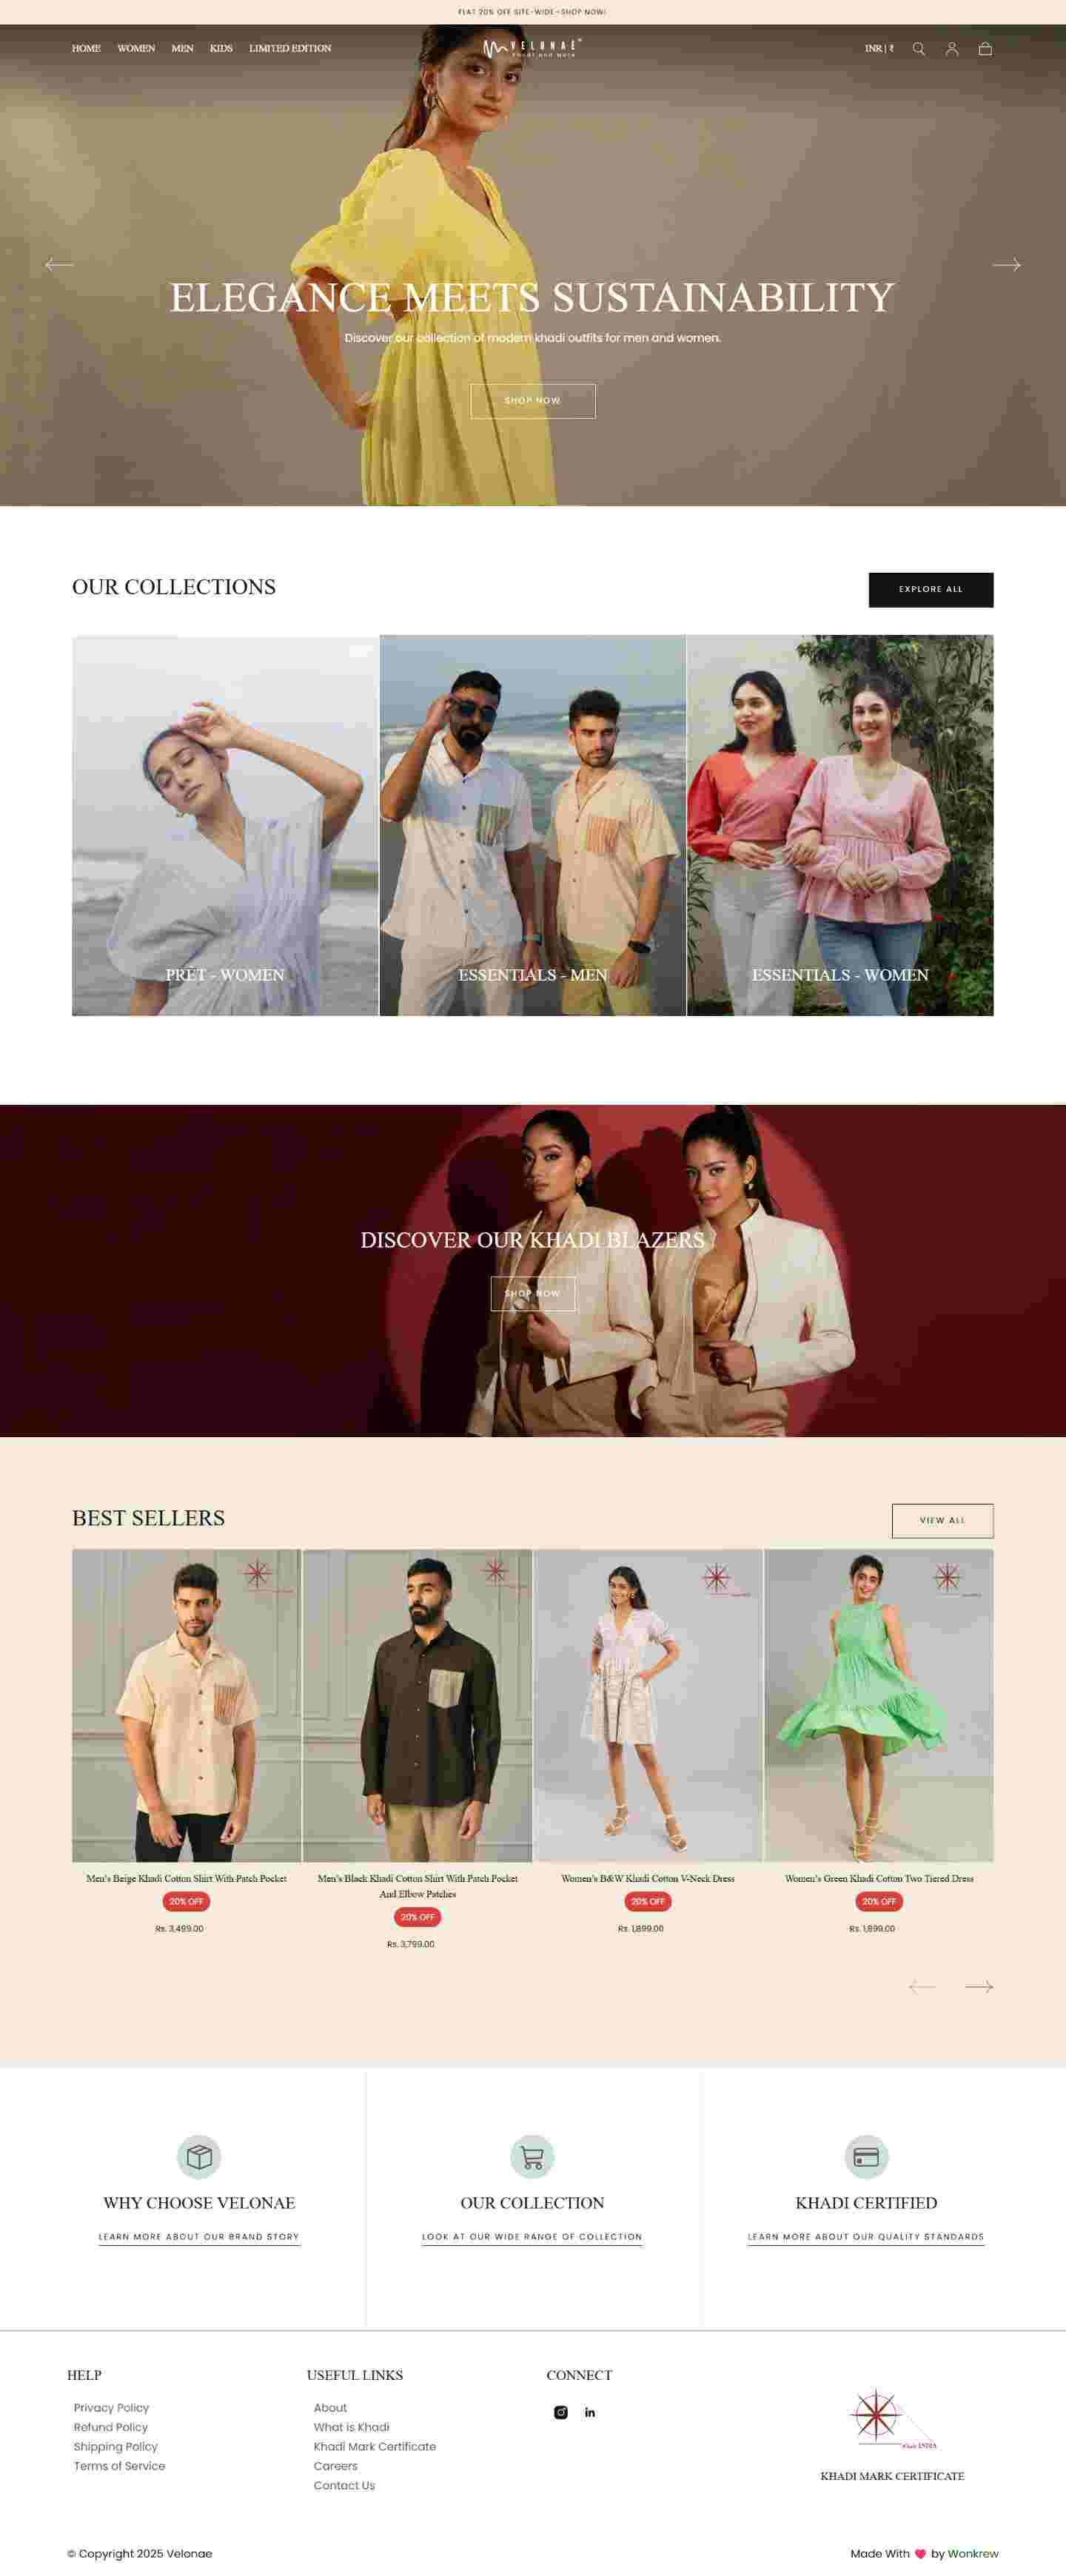 FLAT 20% OFF SITE-WIDE–SHOP NOW!
HOME WOMEN MEN KIDS LIMITED EDITION
VELONAÉ
INR | ₹
ELEGANCE MEETS SUSTAINABILITY
Discover our collection of modern khadi outfits for men and women.
SHOP NOW
OUR COLLECTIONS
EXPLORE ALL
PRÊT - WOMEN
ESSENTIALS - MEN
ESSENTIALS - WOMEN
DISCOVER OUR KHADI BLAZERS
SHOP NOW
BEST SELLERS
VIEW ALL
Men's Beige Khadi Cotton Shirt With Patch Pocket
20% OFF
Rs. 3,499.00
Men's Black Khadi Cotton Shirt With Patch Pocket
And Elbow Patches
20% OFF
Rs. 3,799.00
Women's B&W Khadi Cotton V-Neck Dress
20% OFF
Rs. 1,899.00
Women's Green Khadi Cotton Two Tiered Dress
20% OFF
Rs. 1,899.00
WHY CHOOSE VELONAE
LEARN MORE ABOUT OUR BRAND STORY
OUR COLLECTION
LOOK AT OUR WIDE RANGE OF COLLECTION
KHADI CERTIFIED
LEARN MORE ABOUT OUR QUALITY STANDARDS
HELP
Privacy Policy
Refund Policy
Shipping Policy
Terms of Service
USEFUL LINKS
About
What is Khadi
Khadi Mark Certificate
Careers
Contact Us
CONNECT
Khadi INDIA
KHADI MARK CERTIFICATE
© Copyright 2025 Velonae
Made With ❤ by Wonkrew